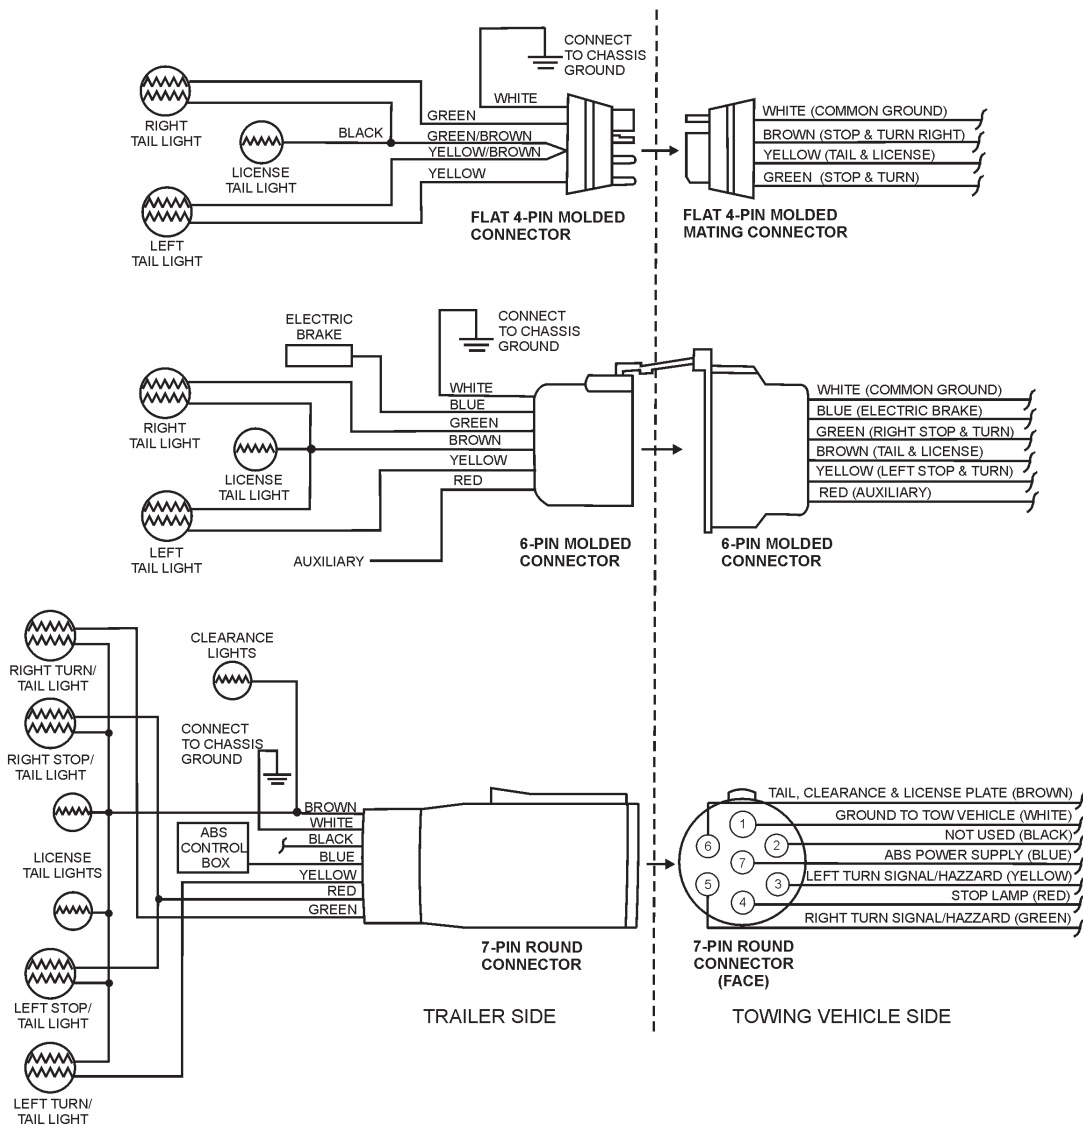 CONNECT
TO CHASSIS
GROUND
WHITE
GREEN
BLACK
GREEN/BROWN
YELLOW/BROWN
YELLOW
RIGHT
TAIL LIGHT
LICENSE
TAIL LIGHT
LEFT
TAIL LIGHT
FLAT 4-PIN MOLDED
CONNECTOR
WHITE (COMMON GROUND)
BROWN (STOP & TURN RIGHT)
YELLOW (TAIL & LICENSE)
GREEN (STOP & TURN)
FLAT 4-PIN MOLDED
MATING CONNECTOR
ELECTRIC
BRAKE
CONNECT
TO CHASSIS
GROUND
WHITE
BLUE
GREEN
BROWN
YELLOW
RED
RIGHT
TAIL LIGHT
LICENSE
TAIL LIGHT
LEFT
TAIL LIGHT
AUXILIARY
6-PIN MOLDED
CONNECTOR
WHITE (COMMON GROUND)
BLUE (ELECTRIC BRAKE)
GREEN (RIGHT STOP & TURN)
BROWN (TAIL & LICENSE)
YELLOW (LEFT STOP & TURN)
RED (AUXILIARY)
6-PIN MOLDED
CONNECTOR
RIGHT TURN/
TAIL LIGHT
RIGHT STOP/
TAIL LIGHT
LICENSE
TAIL LIGHTS
LEFT STOP/
TAIL LIGHT
LEFT TURN/
TAIL LIGHT
CLEARANCE
LIGHTS
CONNECT
TO CHASSIS
GROUND
ABS
CONTROL
BOX
BROWN
WHITE
BLACK
BLUE
YELLOW
RED
GREEN
7-PIN ROUND
CONNECTOR
TRAILER SIDE
1
6
2
7
5
3
4
TAIL, CLEARANCE & LICENSE PLATE (BROWN)
GROUND TO TOW VEHICLE (WHITE)
NOT USED (BLACK)
ABS POWER SUPPLY (BLUE)
LEFT TURN SIGNAL/HAZZARD (YELLOW)
STOP LAMP (RED)
RIGHT TURN SIGNAL/HAZZARD (GREEN)
7-PIN ROUND
CONNECTOR
(FACE)
TOWING VEHICLE SIDE